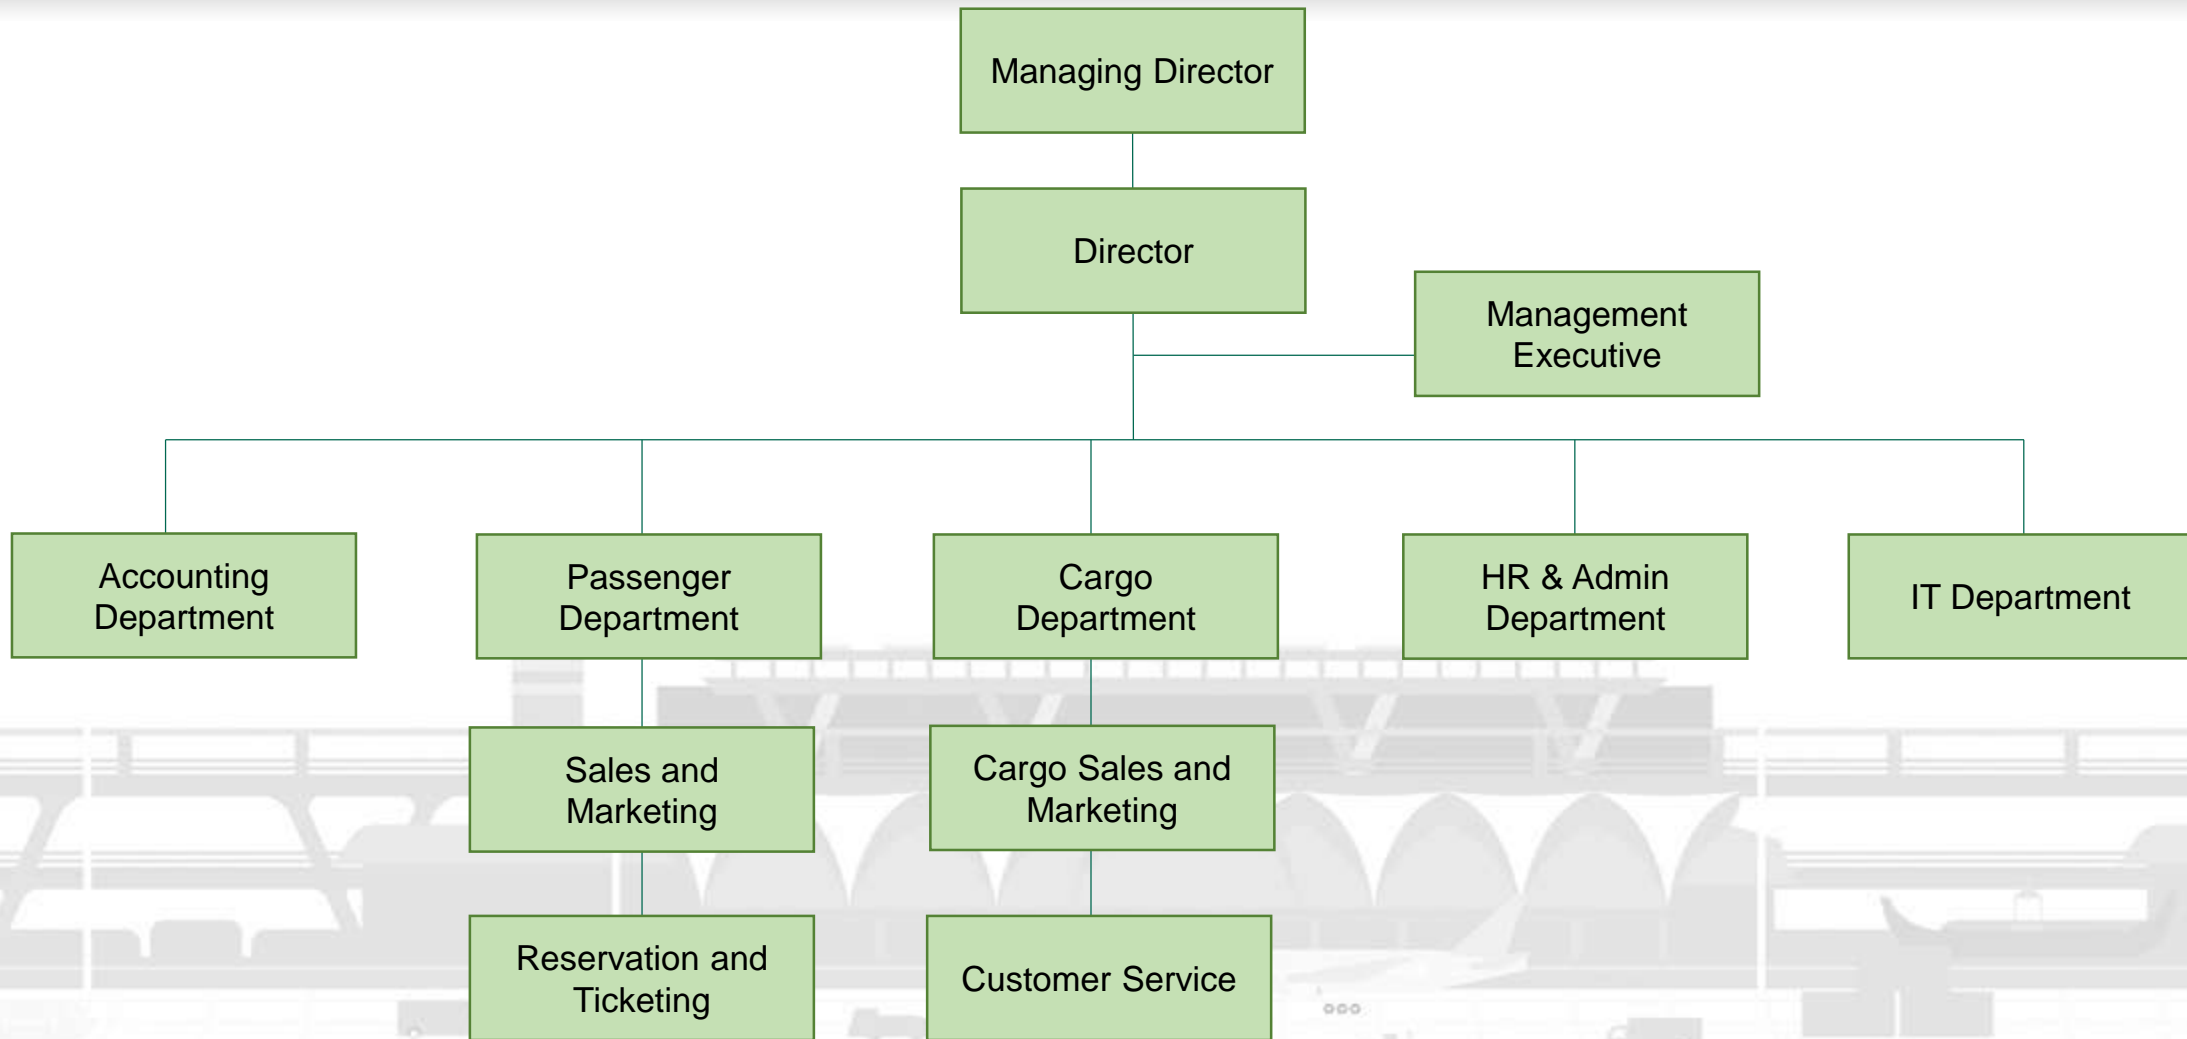 Managing Director
Director
Management
Executive
Accounting
Department
Passenger
Department
Cargo
Department
HR & Admin
Department
IT Department
Sales and
Marketing
Cargo Sales and
Marketing
Reservation and
Ticketing
Customer Service